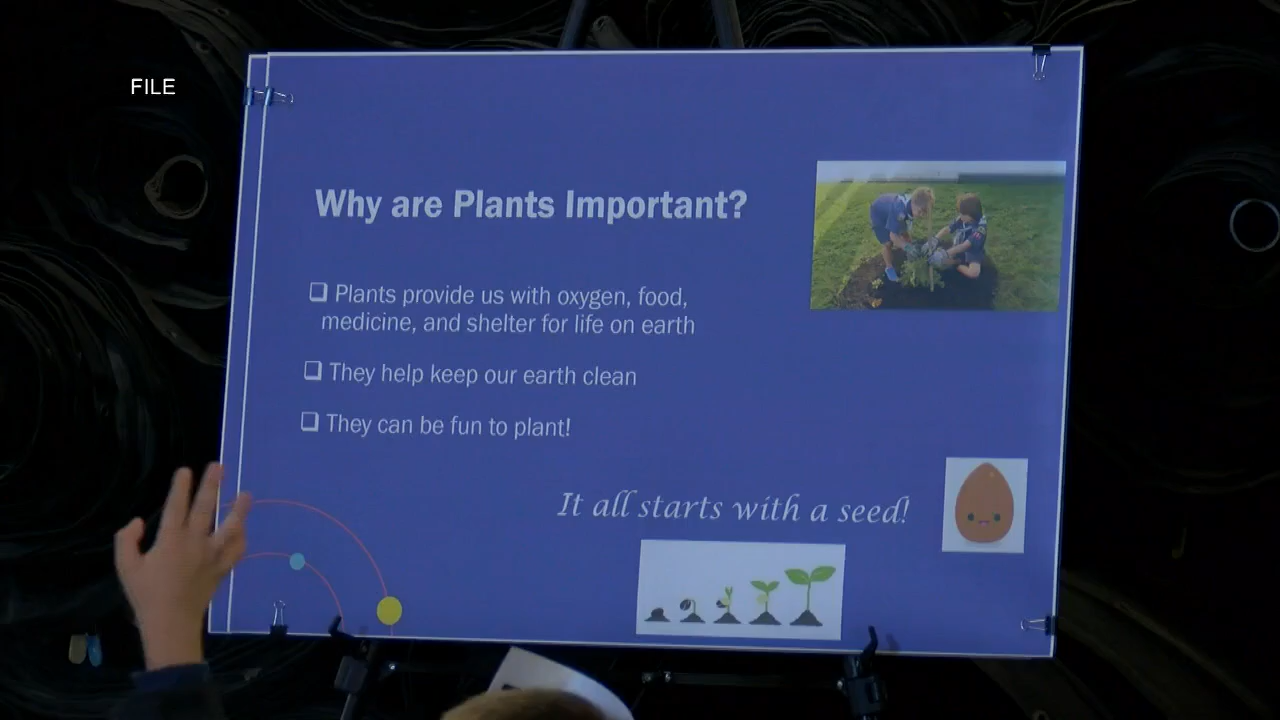 FILE
Why are Plants Important?
❑ Plants provide us with oxygen, food,
medicine, and shelter for life on earth
❑ They help keep our earth clean
❑ They can be fun to plant!
It all starts with a seed!